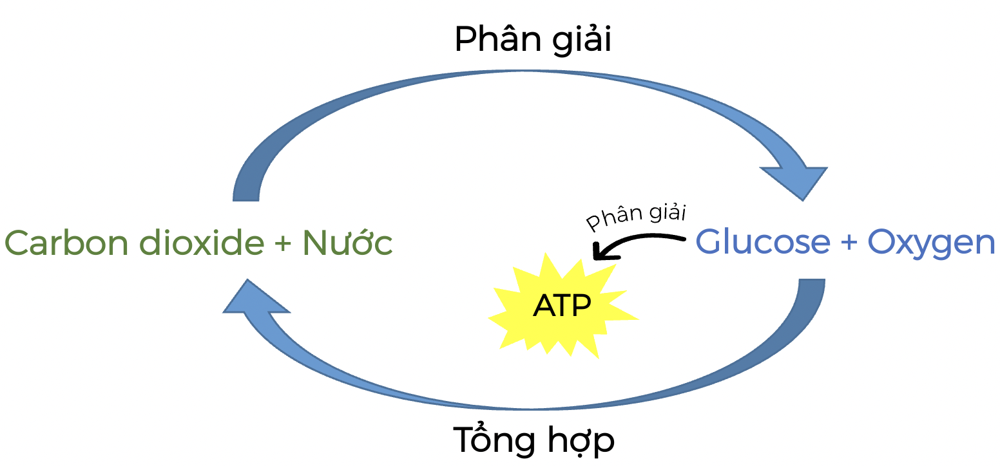 Phân giải
Phân giải
Carbon dioxide + Nước
Glucose + Oxygen
ATP
Tổng hợp